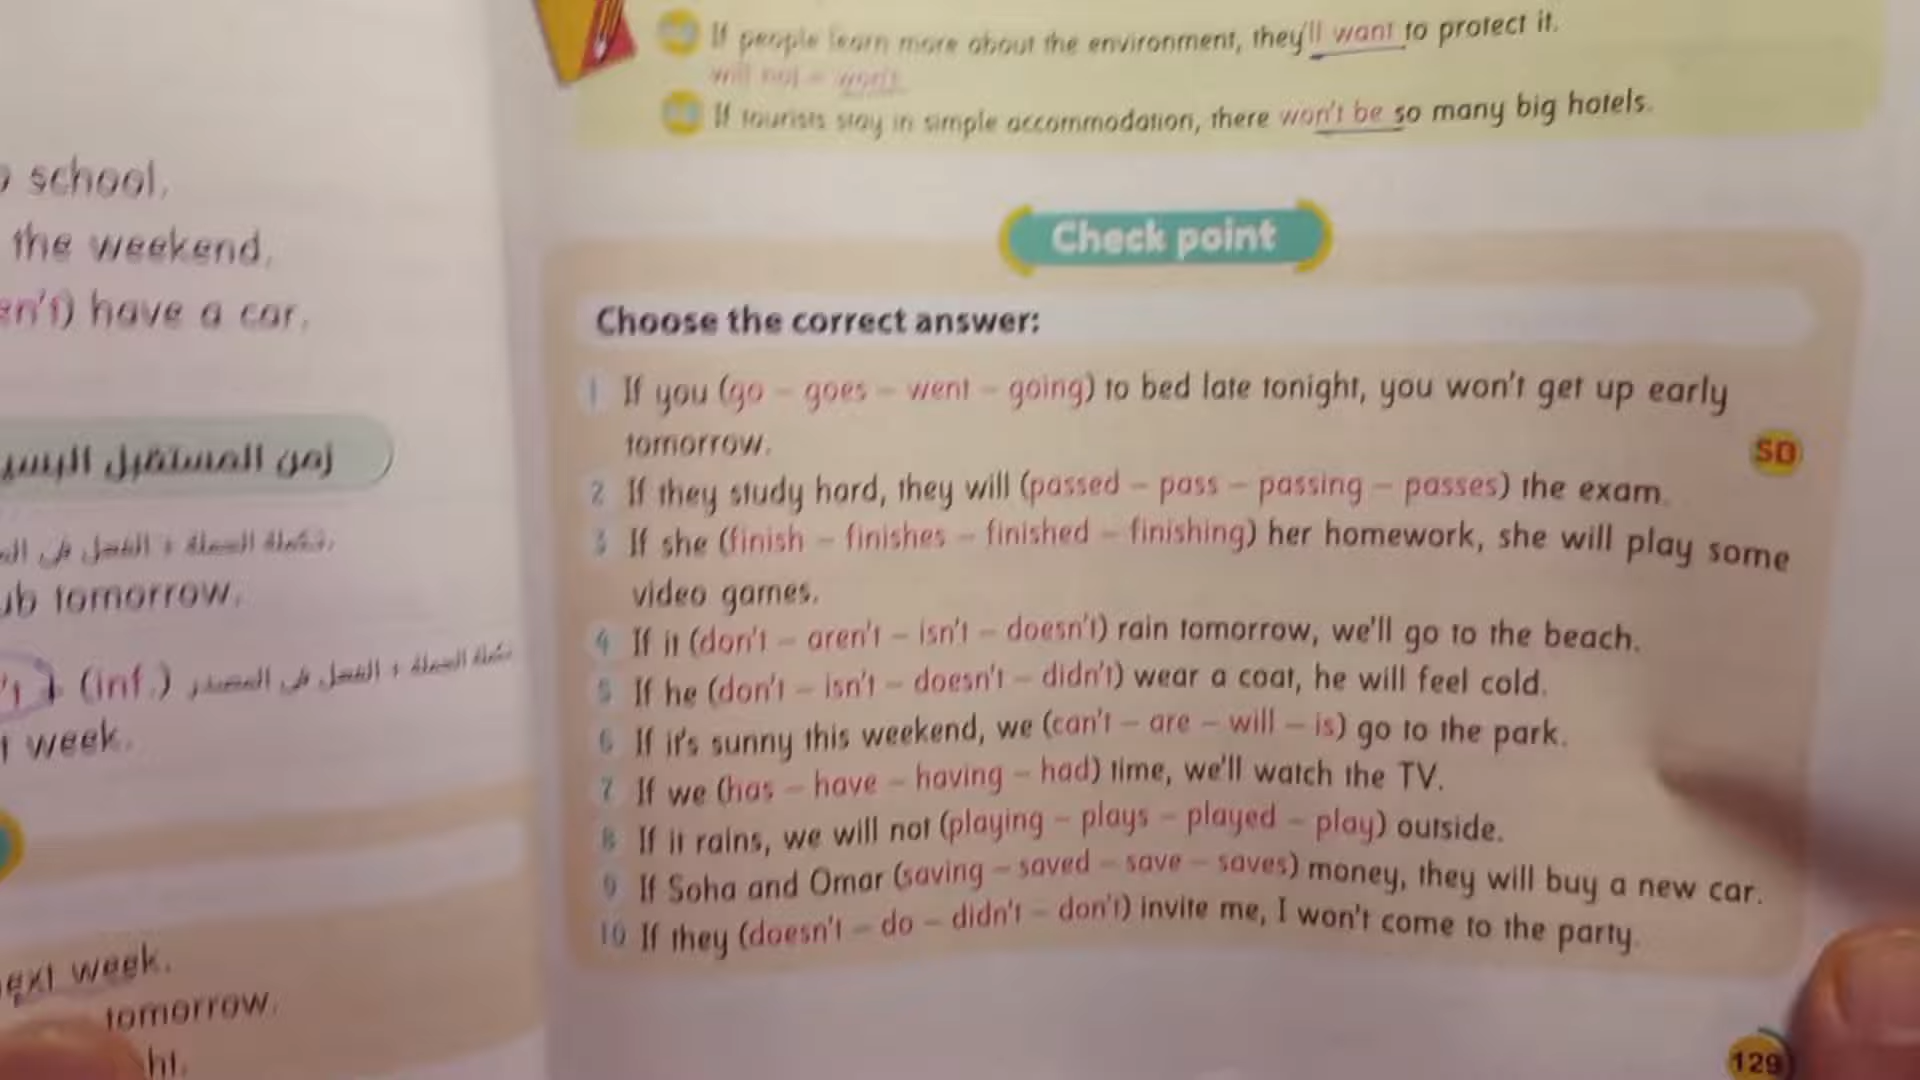 school.
the weekend.
en't) have a car.
زمن المستقبل
tomorrow.
(inf.) + الفعل في المصدر
week.
next week.
tomorrow.
ht.
If people learn more about the environment, they'll want to protect it.
will not = won't
If tourists stay in simple accommodation, there won't be so many big hotels.
Check point
Choose the correct answer:
1 If you (go – goes – went – going) to bed late tonight, you won't get up early
tomorrow.
SB
2 If they study hard, they will (passed – pass – passing – passes) the exam.
3 If she (finish – finishes – finished – finishing) her homework, she will play some
video games.
4 If it (don't – aren't – isn't – doesn't) rain tomorrow, we'll go to the beach.
5 If he (don't – isn't – doesn't – didn't) wear a coat, he will feel cold.
6 If it's sunny this weekend, we (can't – are – will – is) go to the park.
7 If we (has – have – having – had) time, we'll watch the TV.
8 If it rains, we will not (playing – plays – played – play) outside.
9 If Soha and Omar (saving – saved – save – saves) money, they will buy a new car.
10 If they (doesn't – do – didn't – don't) invite me, I won't come to the party.
129